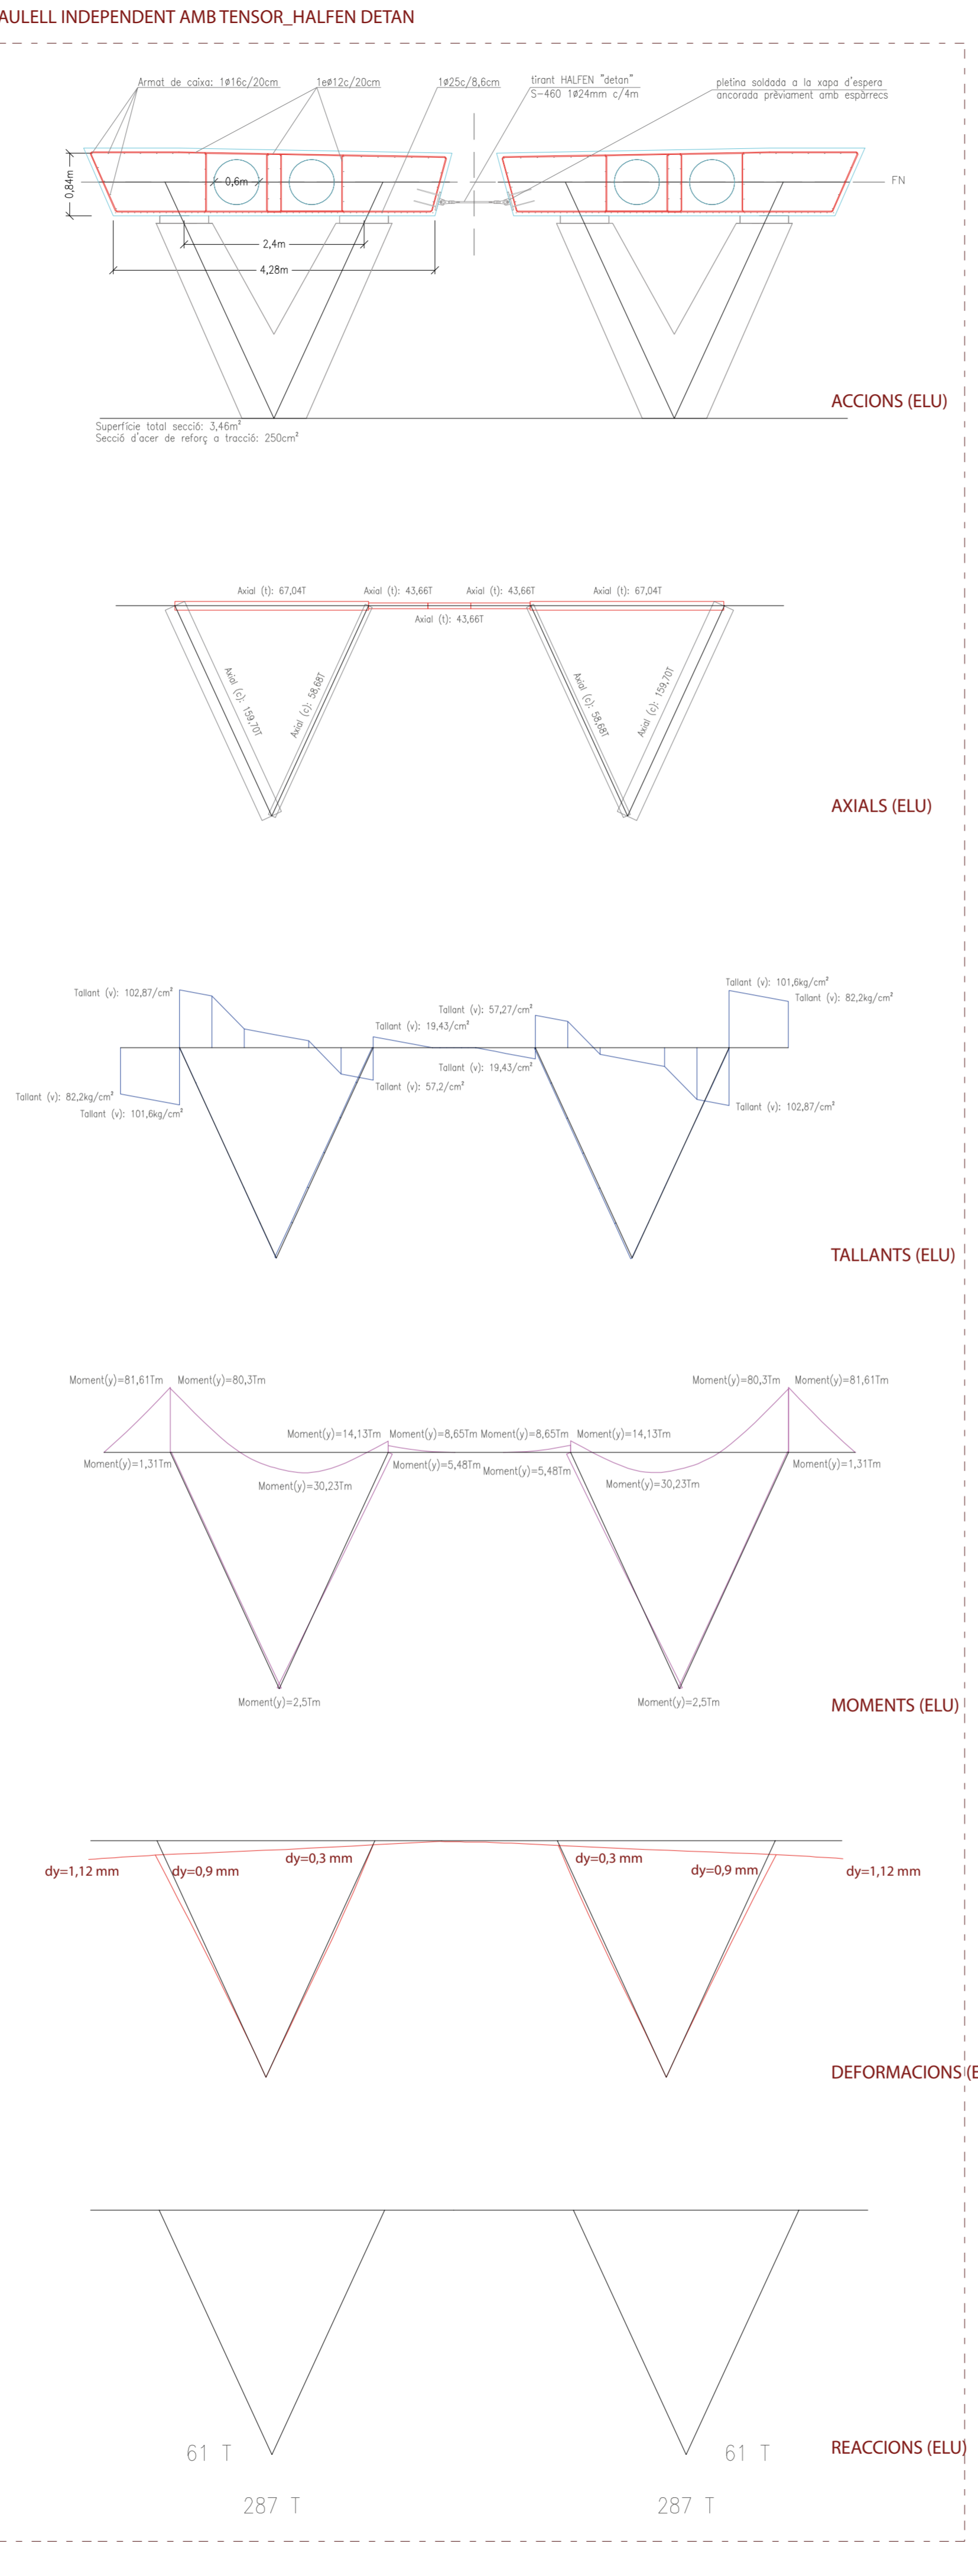 AULELL INDEPENDENT AMB TENSOR_HALFEN DETAN
Armat de caixa: 1ø16c/20cm
1eø12c/20cm
1ø25c/8,6cm
tirant HALFEN "detan"
S-460 1ø24mm c/4m
pletina soldada a la xapa d'espera
ancorada prèviament amb espàrrecs
0,84m
0,6m
FN
2,4m
4,28m
ACCIONS (ELU)
Superfície total secció: 3,46m²
Secció d'acer de reforç a tracció: 250cm²
Axial (t): 67,04T
Axial (t): 43,66T
Axial (t): 43,66T
Axial (t): 67,04T
Axial (t): 43,66T
Axial (c): 159,70T
Axial (c): 58,68T
Axial (c): 58,68T
Axial (c): 159,70T
AXIALS (ELU)
Tallant (v): 102,87/cm²
Tallant (v): 19,43/cm²
Tallant (v): 57,27/cm²
Tallant (v): 101,6kg/cm²
Tallant (v): 82,2kg/cm²
Tallant (v): 19,43/cm²
Tallant (v): 57,2/cm²
Tallant (v): 82,2kg/cm²
Tallant (v): 101,6kg/cm²
Tallant (v): 102,87/cm²
TALLANTS (ELU)
Moment(y)=81,61Tm
Moment(y)=80,3Tm
Moment(y)=80,3Tm
Moment(y)=81,61Tm
Moment(y)=14,13Tm
Moment(y)=8,65Tm
Moment(y)=8,65Tm
Moment(y)=14,13Tm
Moment(y)=1,31Tm
Moment(y)=5,48Tm
Moment(y)=5,48Tm
Moment(y)=1,31Tm
Moment(y)=30,23Tm
Moment(y)=30,23Tm
Moment(y)=2,5Tm
Moment(y)=2,5Tm
MOMENTS (ELU)
dy=1,12 mm
dy=0,9 mm
dy=0,3 mm
dy=0,3 mm
dy=0,9 mm
dy=1,12 mm
DEFORMACIONS (E
61 T
61 T
REACCIONS (ELU)
287 T
287 T